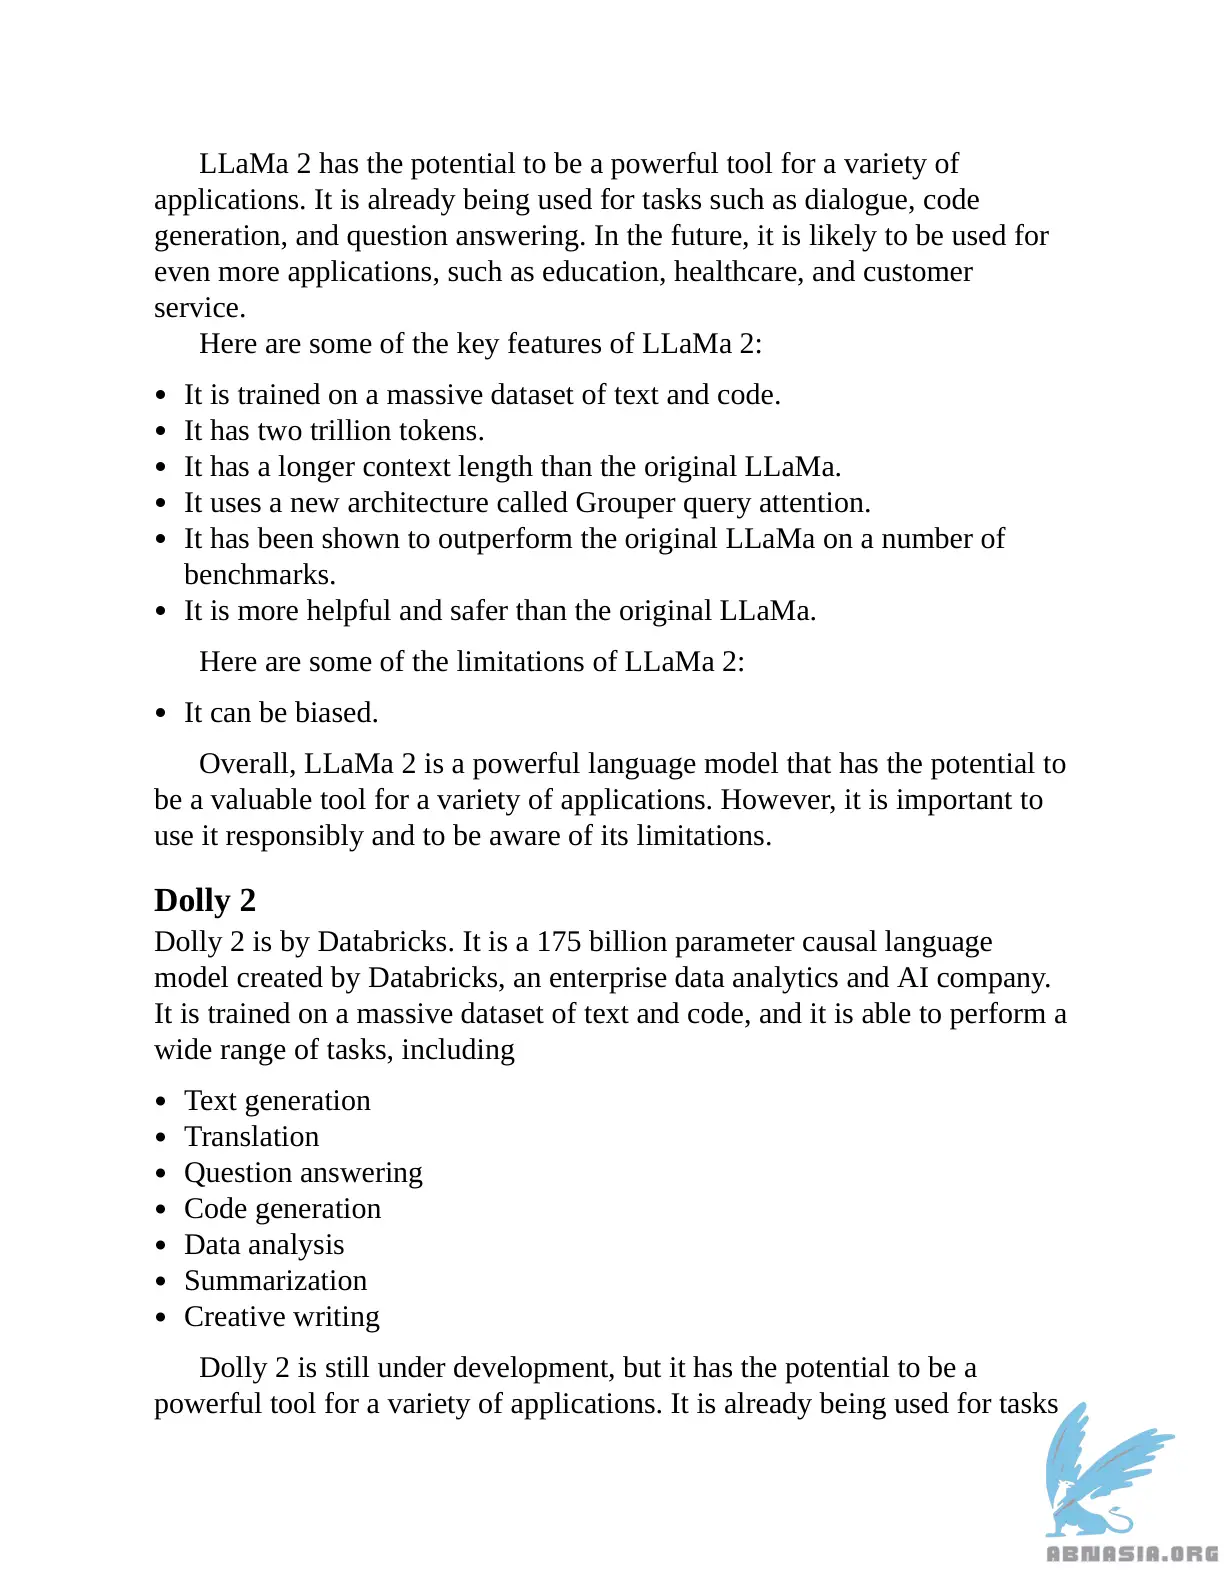 LLaMa 2 has the potential to be a powerful tool for a variety of
applications. It is already being used for tasks such as dialogue, code
generation, and question answering. In the future, it is likely to be used for
even more applications, such as education, healthcare, and customer
service.
Here are some of the key features of LLaMa 2:
• It is trained on a massive dataset of text and code.
• It has two trillion tokens.
• It has a longer context length than the original LLaMa.
• It uses a new architecture called Grouper query attention.
• It has been shown to outperform the original LLaMa on a number of
benchmarks.
• It is more helpful and safer than the original LLaMa.
Here are some of the limitations of LLaMa 2:
• It can be biased.
Overall, LLaMa 2 is a powerful language model that has the potential to
be a valuable tool for a variety of applications. However, it is important to
use it responsibly and to be aware of its limitations.
Dolly 2
Dolly 2 is by Databricks. It is a 175 billion parameter causal language
model created by Databricks, an enterprise data analytics and AI company.
It is trained on a massive dataset of text and code, and it is able to perform a
wide range of tasks, including
• Text generation
• Translation
• Question answering
• Code generation
• Data analysis
• Summarization
• Creative writing
Dolly 2 is still under development, but it has the potential to be a
powerful tool for a variety of applications. It is already being used for tasks
ABNASIA.ORG